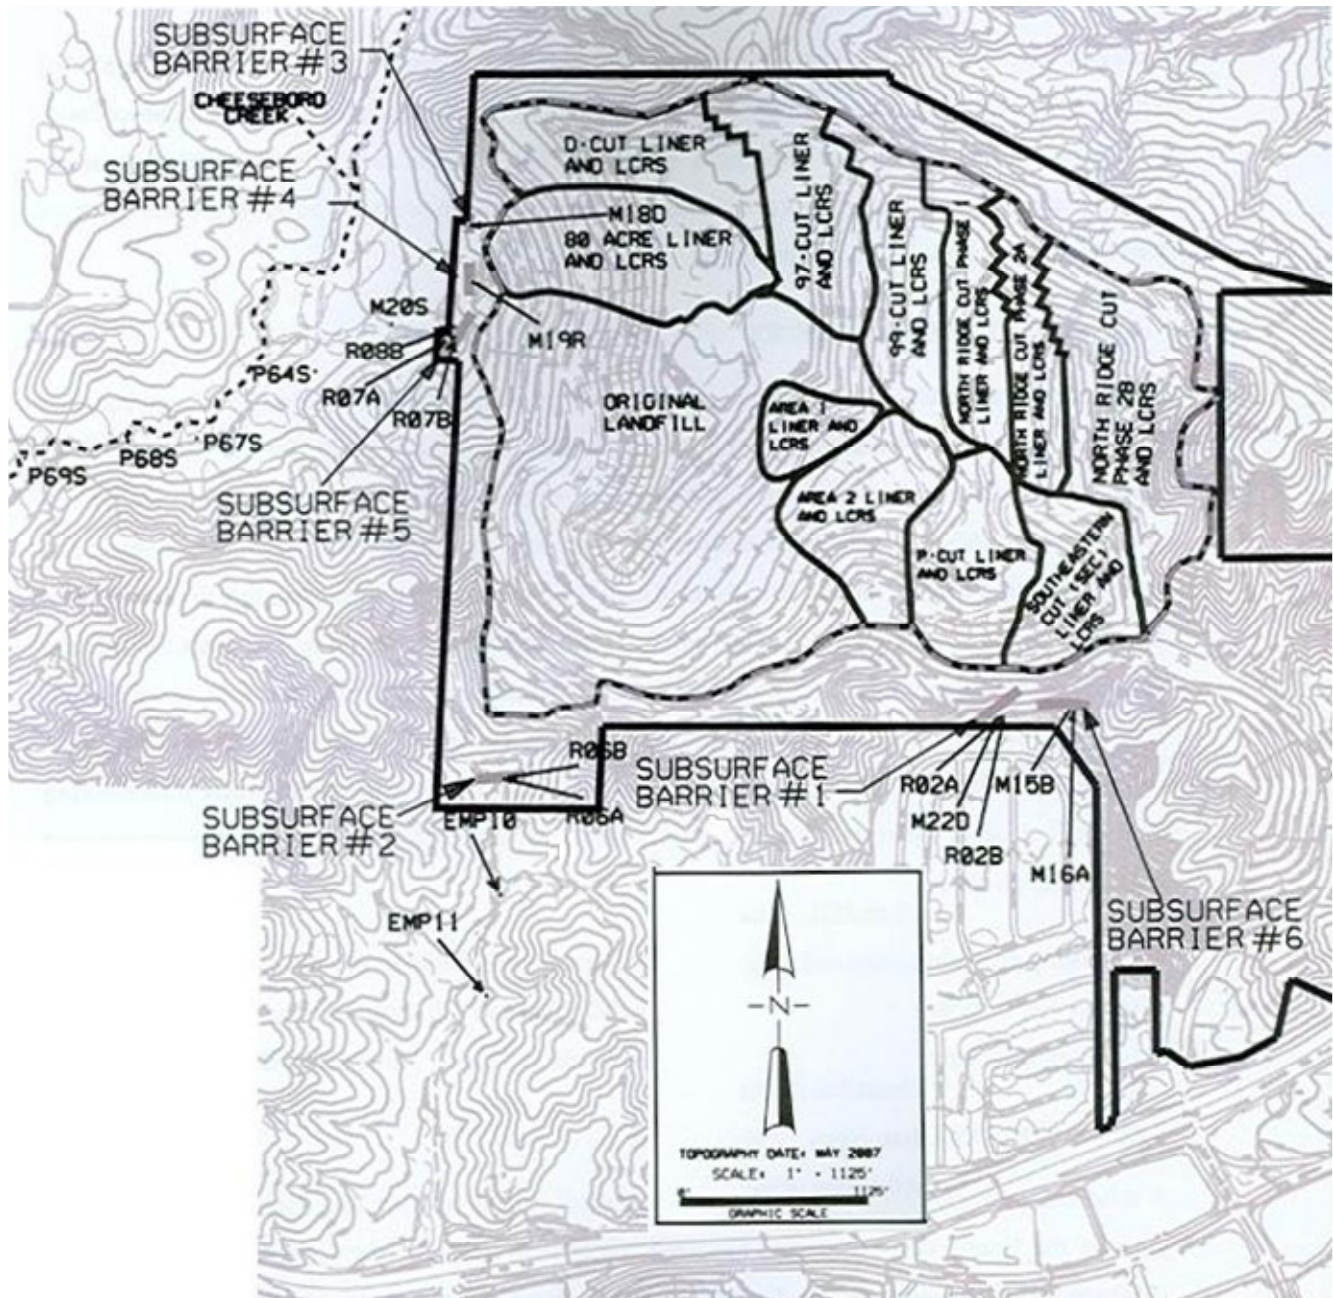 SUBSURFACE
BARRIER #3
CHEESEBORO
CREEK
SUBSURFACE
BARRIER #4
D-CUT LINER
AND LCRS
M18D
80 ACRE LINER
AND LCRS
97-CUT LINER
AND LCRS
99-CUT LINER
AND LCRS
NORTH RIDGE CUT PHASE 1
LINER AND LCRS
NORTH RIDGE CUT PHASE 2A
LINER AND LCRS
NORTH RIDGE CUT
PHASE 2B
AND LCRS
M20S
R08B
M19R
P64S
R07A
R07B
P67S
P68S
P69S
SUBSURFACE
BARRIER #5
ORIGINAL
LANDFILL
AREA 1
LINER AND
LCRS
AREA 2 LINER
AND LCRS
P-CUT LINER
AND LCRS
SOUTHEASTERN
CUT (SEC)
LINER AND
LCRS
R06B
R06A
SUBSURFACE
BARRIER #1
R02A
M15B
M22D
R02B
M16A
SUBSURFACE
BARRIER #2
EMP10
EMP11
SUBSURFACE
BARRIER #6
-N-
TOPOGRAPHY DATE: MAY 2007
SCALE: 1" = 1125'
0" 1125'
GRAPHIC SCALE